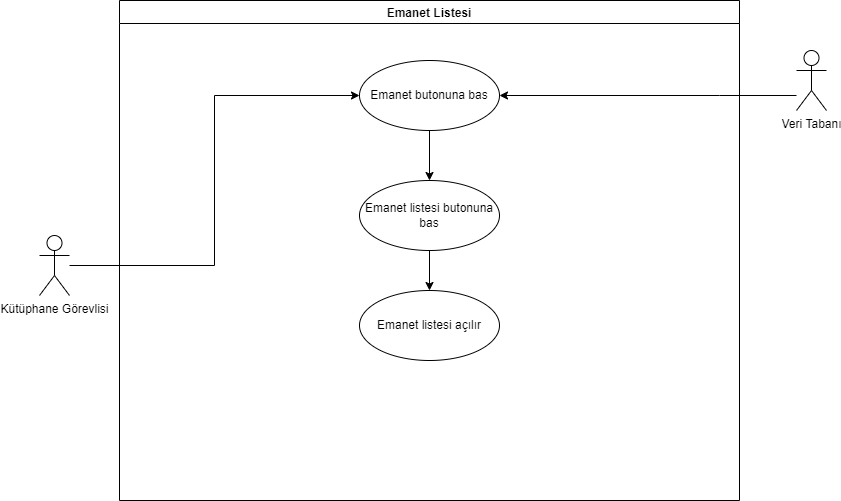 Emanet Listesi
Emanet butonuna bas
Veri Tabanı
Emanet listesi butonuna
bas
Kütüphane Görevlisi
Emanet listesi açılır